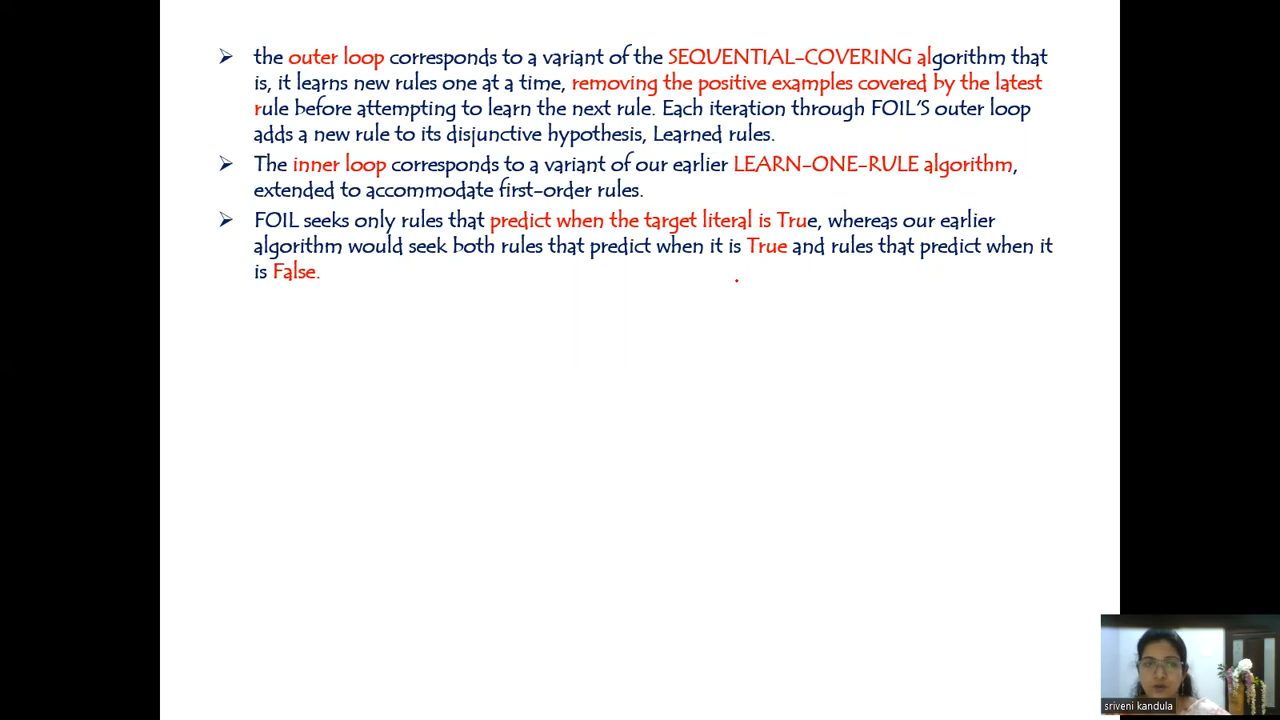 the outer loop corresponds to a variant of the SEQUENTIAL-COVERING algorithm that
is, it learns new rules one at a time, removing the positive examples covered by the latest
rule before attempting to learn the next rule. Each iteration through FOIL'S outer loop
adds a new rule to its disjunctive hypothesis, Learned rules.
The inner loop corresponds to a variant of our earlier LEARN-ONE-RULE algorithm,
extended to accommodate first-order rules.
FOIL seeks only rules that predict when the target literal is True, whereas our earlier
algorithm would seek both rules that predict when it is True and rules that predict when it
is False.
sriveni kandula